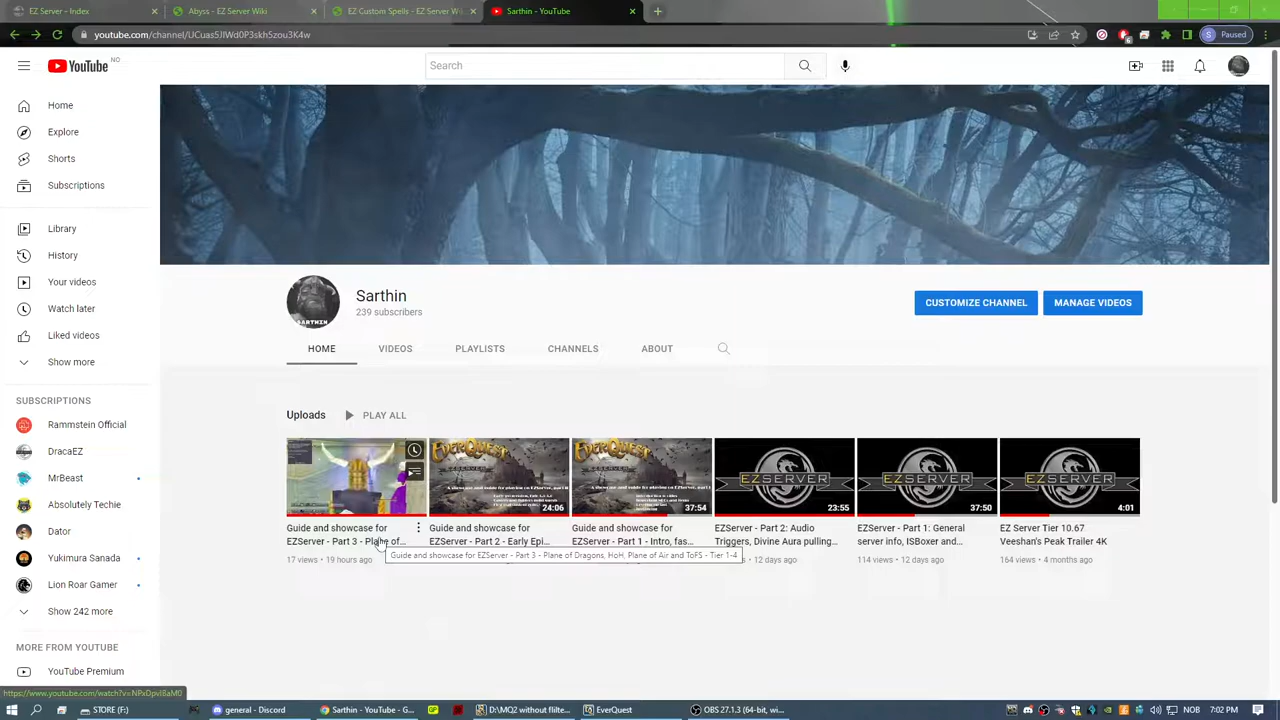 EZ Server - Index
Abyss - EZ Server Wiki
EZ Custom Spells - EZ Server W
Sarthin - YouTube
youtube.com/channel/UCuas5JIWd0P3skh5zou3K4w
Paused
YouTube NO
Search
Home
Explore
Shorts
Subscriptions
Library
History
Your videos
Watch later
Liked videos
Show more
SUBSCRIPTIONS
Rammstein Official
DracaEZ
MrBeast
Absolutely Techie
Dator
Yukimura Sanada
Lion Roar Gamer
Show 242 more
MORE FROM YOUTUBE
YouTube Premium
SARTHIN
Sarthin
239 subscribers
CUSTOMIZE CHANNEL
MANAGE VIDEOS
HOME
VIDEOS
PLAYLISTS
CHANNELS
ABOUT
Uploads
PLAY ALL
Guide and showcase for
EZServer - Part 3 - Plane of...
17 views • 19 hours ago
EverQuest
24:06
Guide and showcase for
EZServer - Part 2 - Early Epi...
EverQuest
37:54
Guide and showcase for
EZServer - Part 1 - Intro, fas...
EZSERVER
23:55
EZServer - Part 2: Audio
Triggers, Divine Aura pulling...
12 days ago
EZSERVER
37:50
EZServer - Part 1: General
server info, ISBoxer and...
114 views • 12 days ago
EZSERVER
4:01
EZ Server Tier 10.67
Veeshan's Peak Trailer 4K
164 views • 4 months ago
Guide and showcase for EZServer - Part 3 - Plane of Dragons, HoH, Plane of Air and ToFS - Tier 1-4
https://www.youtube.com/watch?v=NPxDpvl8aM0
STORE (F:)
general - Discord
Sarthin - YouTube - G...
D:\MQ2 without flilte...
EverQuest
OBS 27.1.3 (64-bit, wi...
NOB
7:02 PM